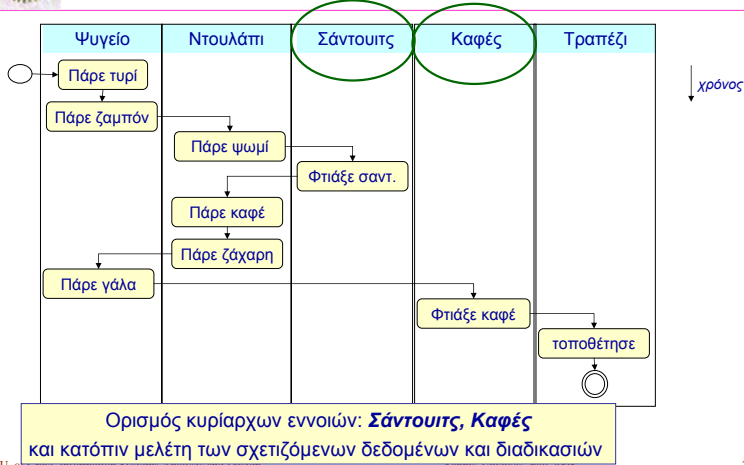 Ψυγείο Ντουλάπι Σάντουιτς Καφές Τραπέζι
Πάρε τυρί
χρόνος
Πάρε ζαμπόν
Πάρε ψωμί
Φτιάξε σαντ.
Πάρε καφέ
Πάρε ζάχαρη
Πάρε γάλα
Φτιάξε καφέ
τοποθέτησε
Ορισμός κυρίαρχων εννοιών: Σάντουιτς, Καφές
και κατόπιν μελέτη των σχετιζόμενων δεδομένων και διαδικασιών